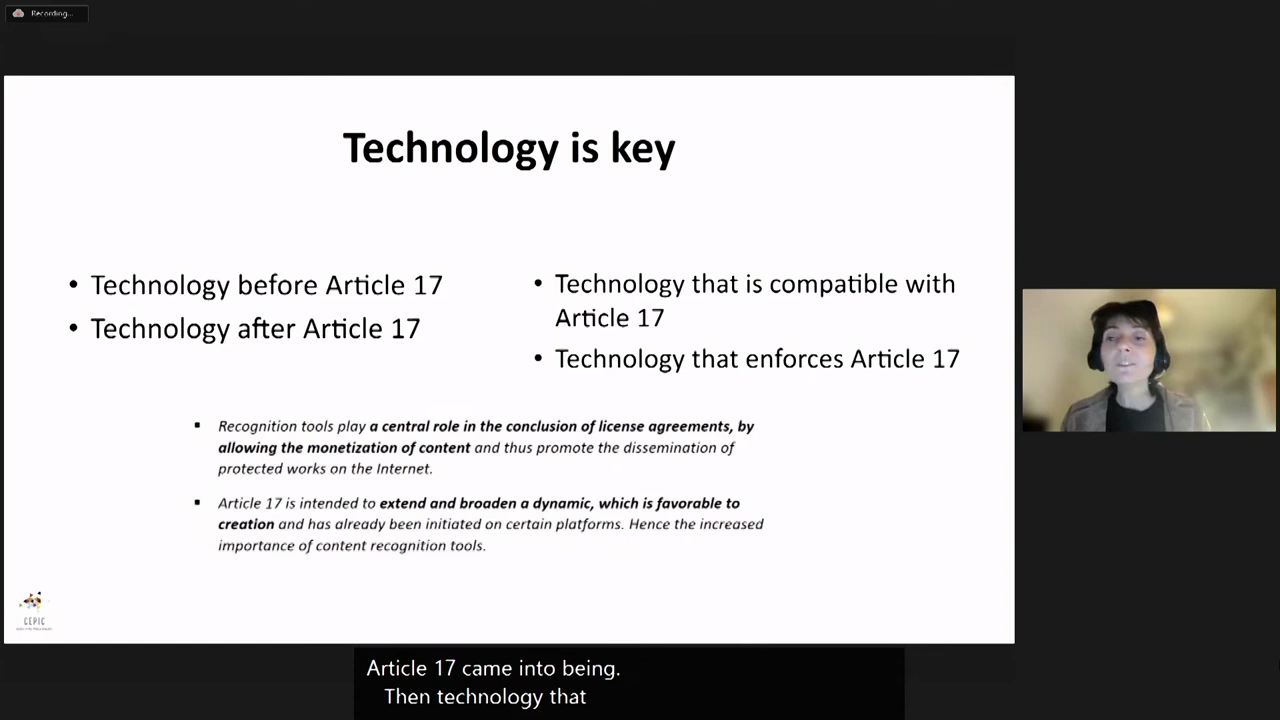 Recording...
Technology is key
• Technology before Article 17
• Technology after Article 17
• Technology that is compatible with
Article 17
• Technology that enforces Article 17
▪ Recognition tools play a central role in the conclusion of license agreements, by
allowing the monetization of content and thus promote the dissemination of
protected works on the Internet.
▪ Article 17 is intended to extend and broaden a dynamic, which is favorable to
creation and has already been initiated on certain platforms. Hence the increased
importance of content recognition tools.
CEPIC
Article 17 came into being.
Then technology that